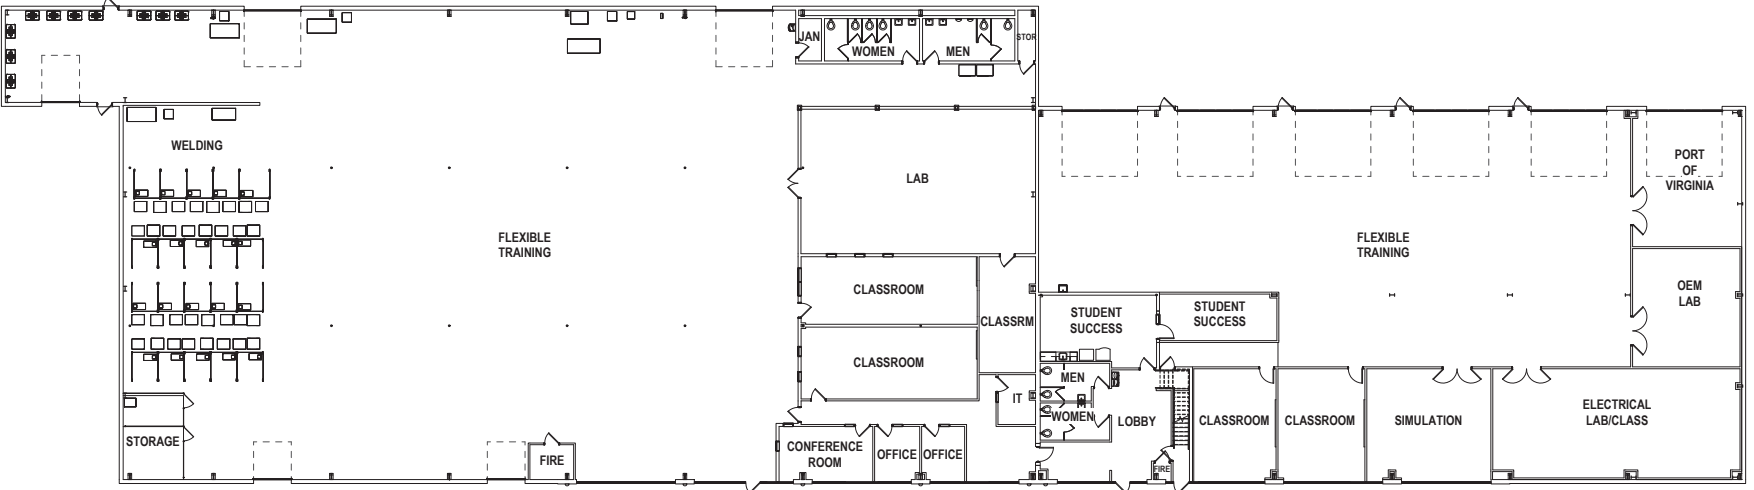 JAN
WOMEN
MEN
STOR
WELDING
LAB
PORT
OF
VIRGINIA
FLEXIBLE
TRAINING
FLEXIBLE
TRAINING
CLASSROOM
CLASSRM
STUDENT
SUCCESS
STUDENT
SUCCESS
OEM
LAB
CLASSROOM
MEN
IT
WOMEN
LOBBY
CLASSROOM
CLASSROOM
SIMULATION
ELECTRICAL
LAB/CLASS
STORAGE
FIRE
CONFERENCE
ROOM
OFFICE
OFFICE
FIRE